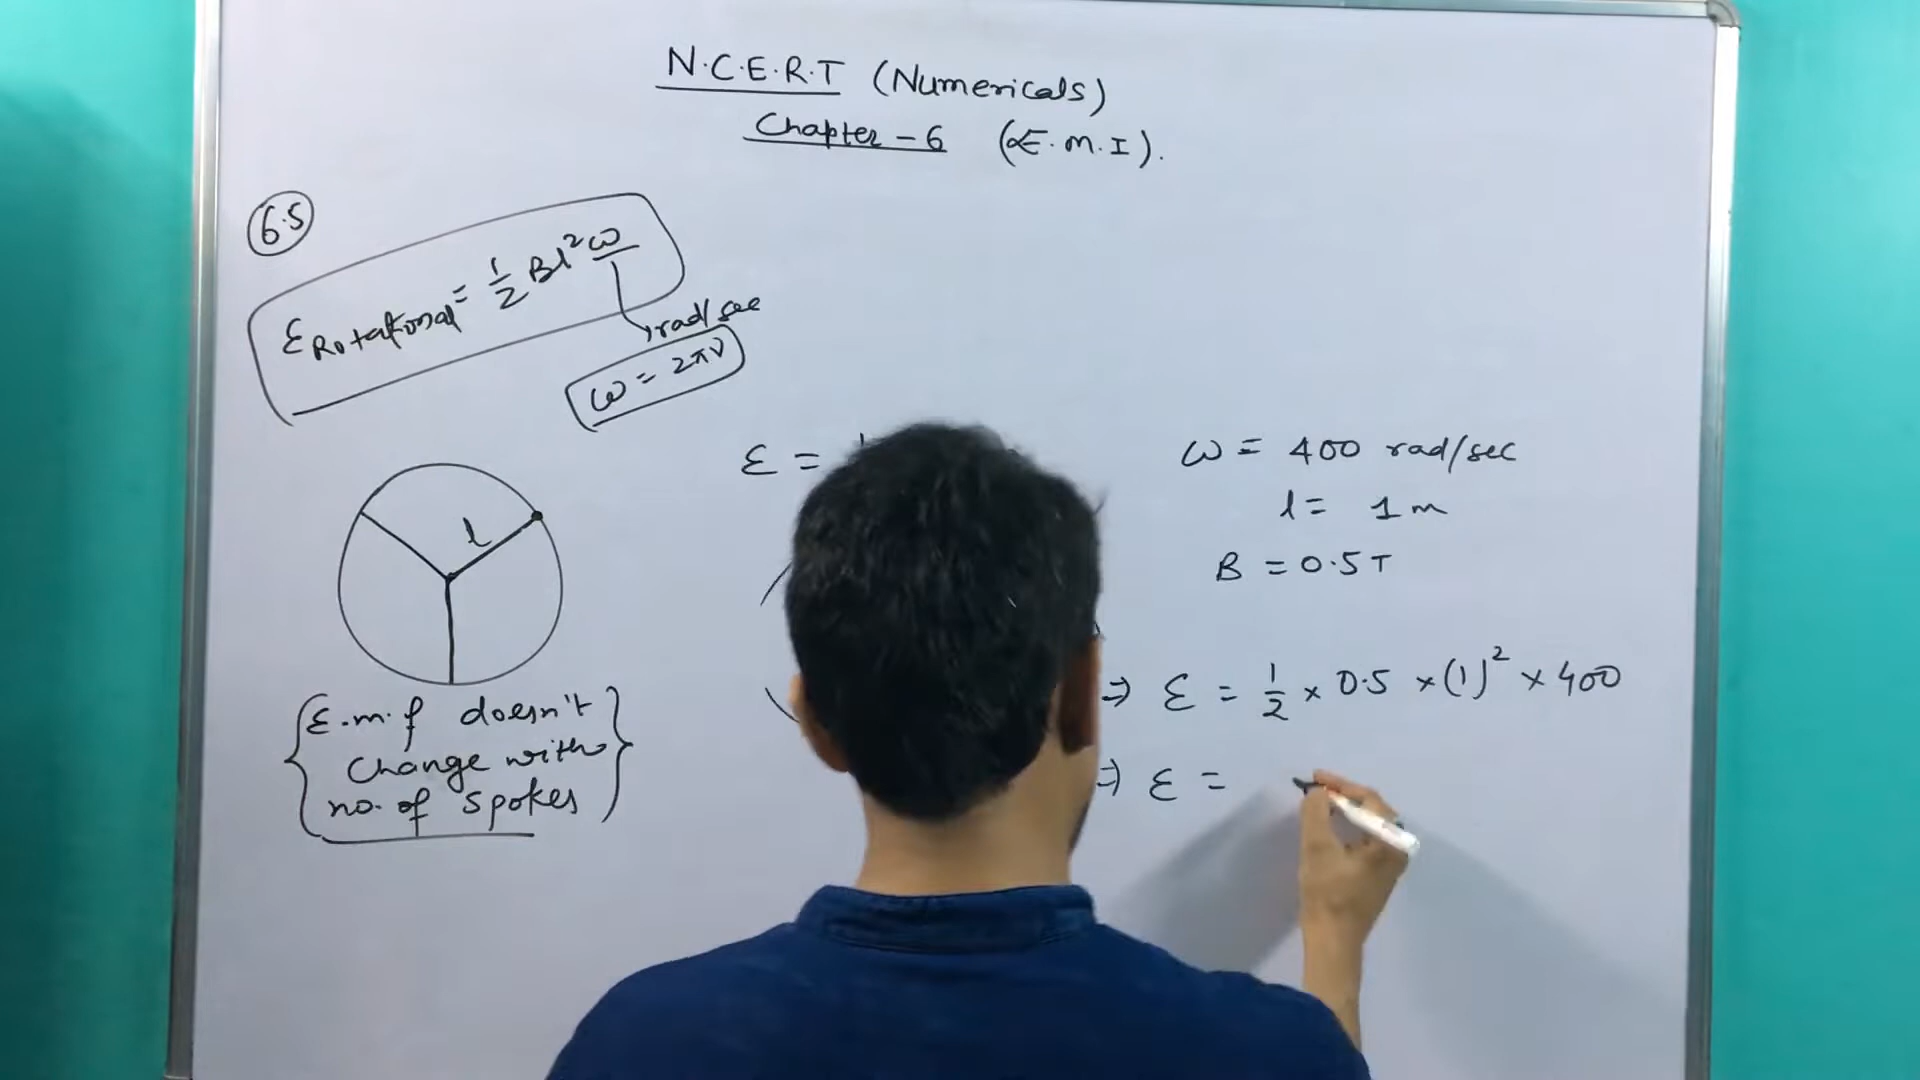 N.C.E.R.T (Numericals)
Chapter - 6 (E.M.I).
6.5
εRotational = 1/2 Bl²ω
rad/sec
ω = 2πν
l
{E.m.f doesn't
change with
no. of spokes}
ε =
ω = 400 rad/sec
l = 1 m
B = 0.5 T
⇒ ε = 1/2 × 0.5 × (1)² × 400
⇒ ε =